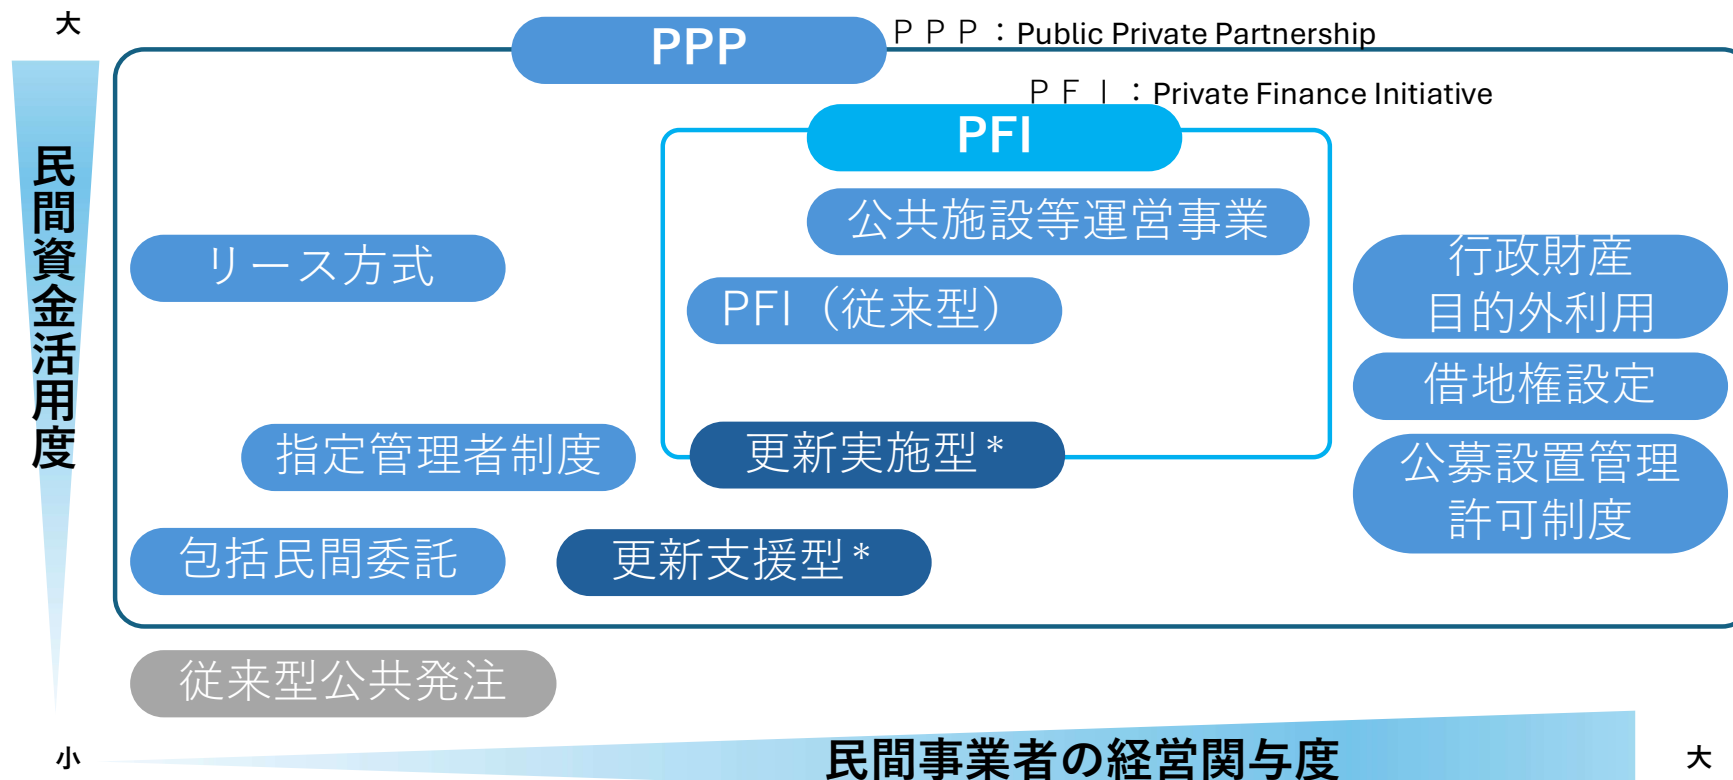 大
PPP
ＰＰＰ：Public Private Partnership
ＰＦＩ：Private Finance Initiative
PFI
民間資金活用度
公共施設等運営事業
リース方式
行政財産
目的外利用
PFI（従来型）
借地権設定
指定管理者制度
更新実施型*
公募設置管理
許可制度
包括民間委託
更新支援型*
従来型公共発注
小
民間事業者の経営関与度
大